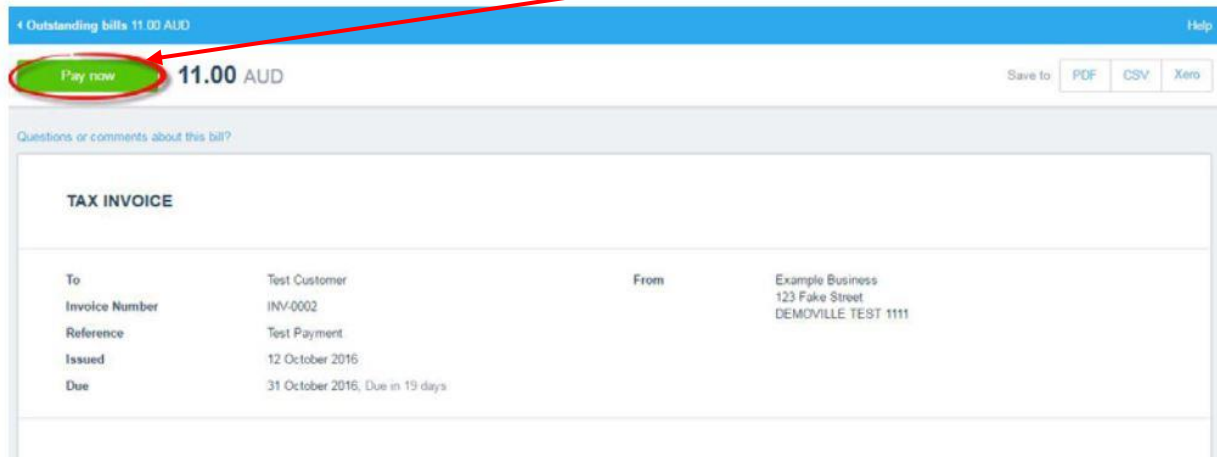 Outstanding bills 11.00 AUD
Help
Pay now
11.00 AUD
Save to PDF CSV Xero
Questions or comments about this bill?
TAX INVOICE
To Test Customer
Invoice Number INV-0002
Reference Test Payment
Issued 12 October 2016
Due 31 October 2016, Due in 19 days
From Example Business
123 Fake Street
DEMOVILLE TEST 1111